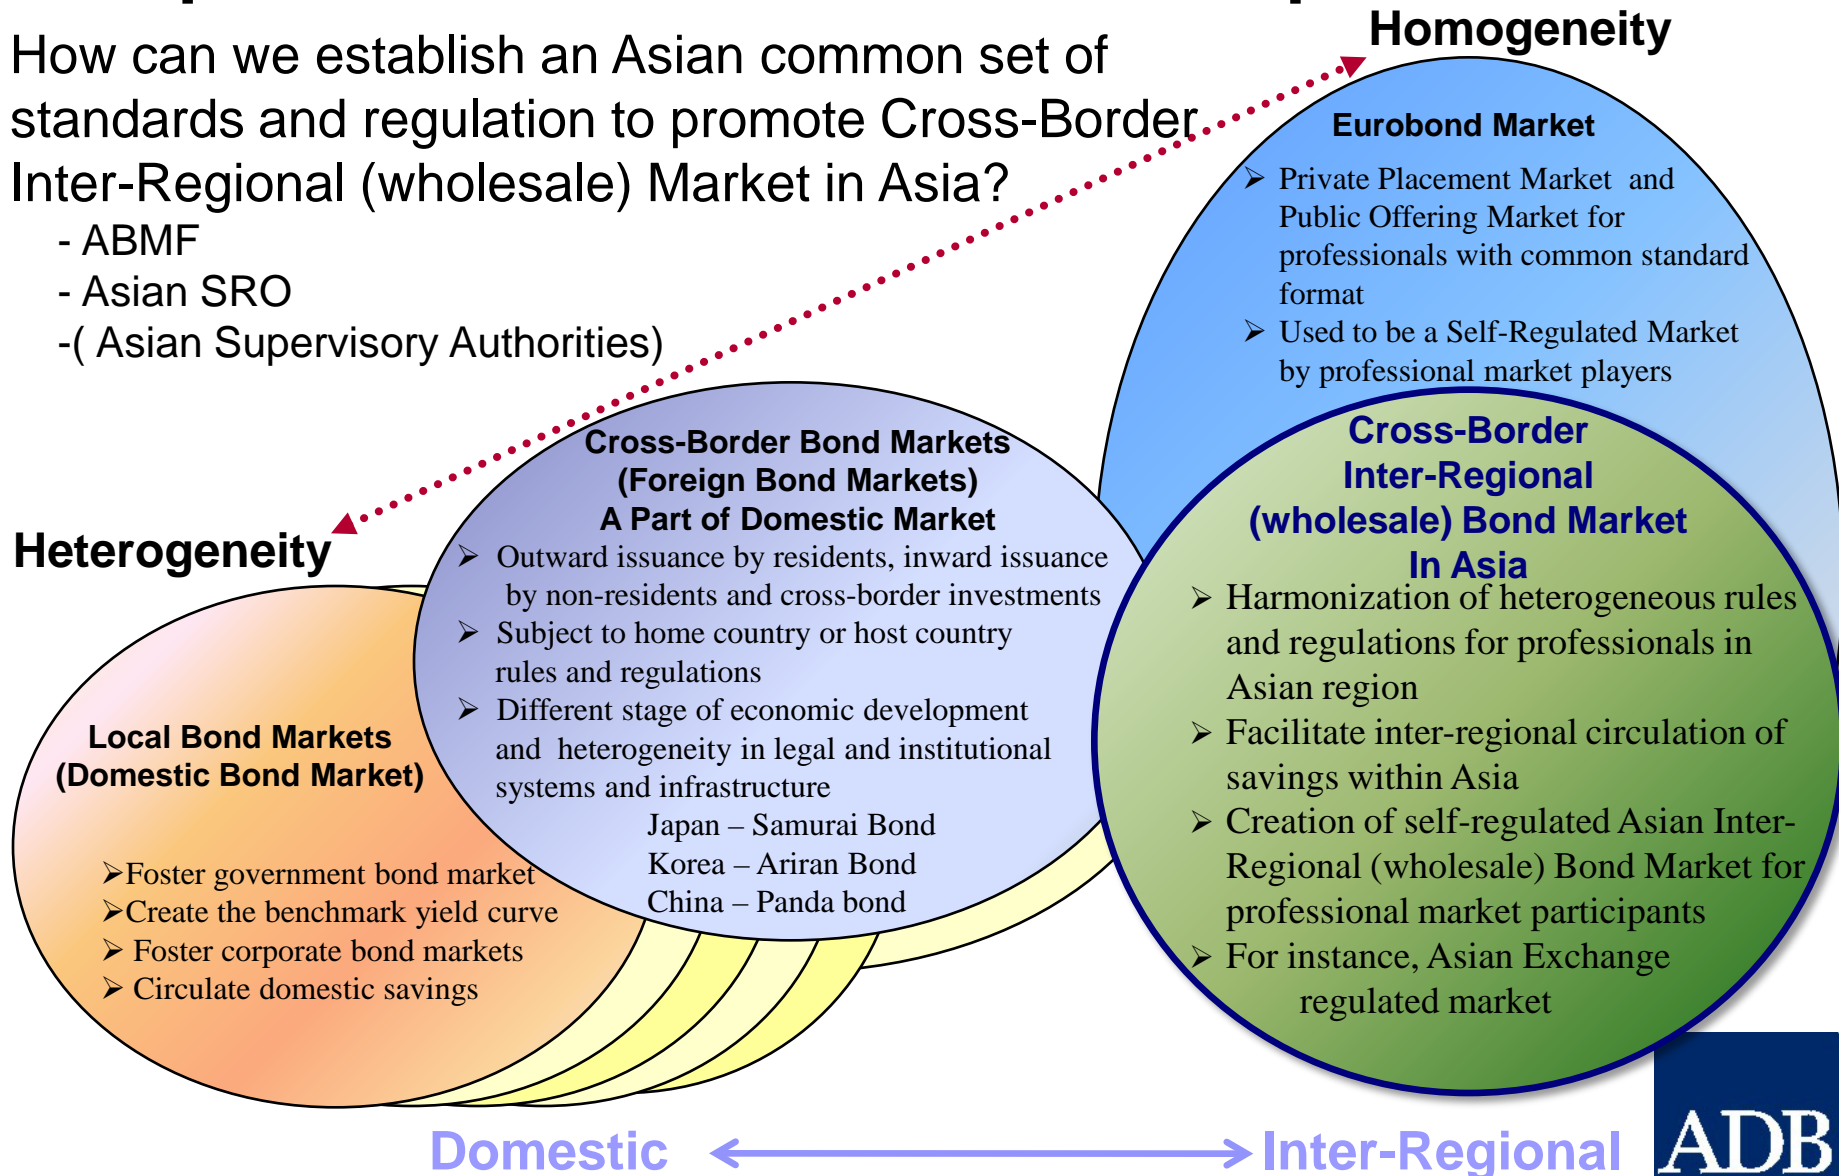 How can we establish an Asian common set of
standards and regulation to promote Cross-Border
Inter-Regional (wholesale) Market in Asia?
- ABMF
- Asian SRO
-( Asian Supervisory Authorities)
Homogeneity
Eurobond Market
➢ Private Placement Market and
Public Offering Market for
professionals with common standard
format
➢ Used to be a Self-Regulated Market
by professional market players
Heterogeneity
Cross-Border Bond Markets
(Foreign Bond Markets)
A Part of Domestic Market
➢ Outward issuance by residents, inward issuance
by non-residents and cross-border investments
➢ Subject to home country or host country
rules and regulations
➢ Different stage of economic development
and heterogeneity in legal and institutional
systems and infrastructure
Japan – Samurai Bond
Korea – Ariran Bond
China – Panda bond
Cross-Border
Inter-Regional
(wholesale) Bond Market
In Asia
➢ Harmonization of heterogeneous rules
and regulations for professionals in
Asian region
➢ Facilitate inter-regional circulation of
savings within Asia
➢ Creation of self-regulated Asian Inter-
Regional (wholesale) Bond Market for
professional market participants
➢ For instance, Asian Exchange
regulated market
Local Bond Markets
(Domestic Bond Market)
➢Foster government bond market
➢Create the benchmark yield curve
➢ Foster corporate bond markets
➢ Circulate domestic savings
Domestic
Inter-Regional
ADB